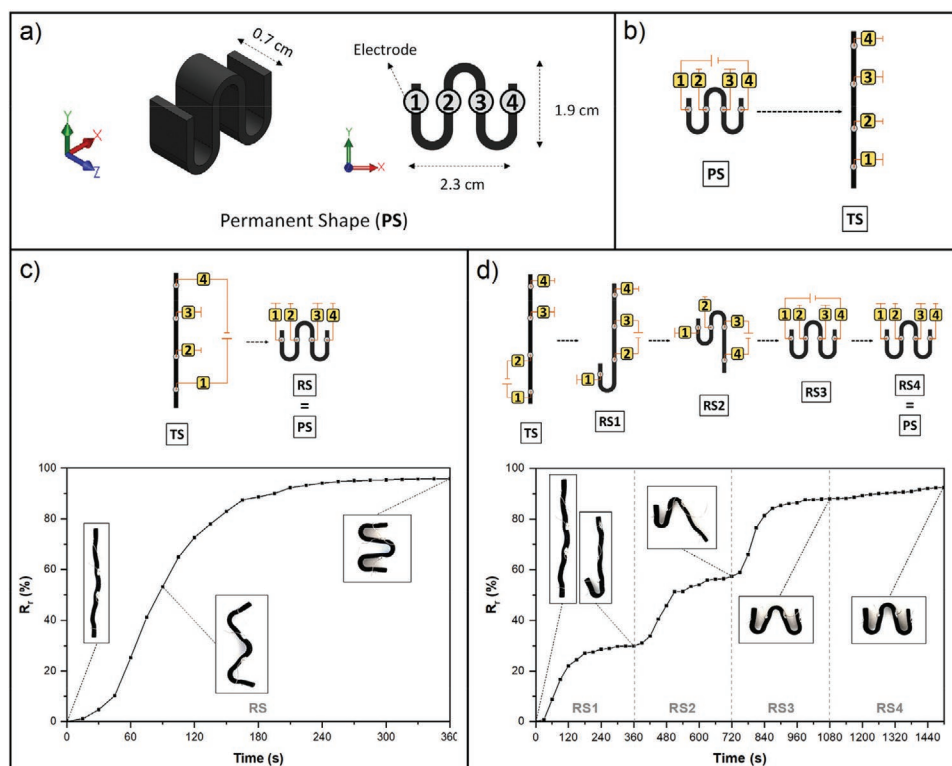 a)
0.7 cm
Electrode
1 2 3 4
1.9 cm
2.3 cm
Y
X
Z
Y
X
Permanent Shape (PS)
b)
1 2 3 4
PS
4
3
2
1
TS
c)
4
3
2
1
TS
1 2 3 4
RS
=
PS
100
80
60
40
20
0
Rr (%)
RS
0 60 120 180 240 300 360
Time (s)
d)
4
3
2
1
TS
4
3
2
1
RS1
2
1
3
4
RS2
1 2 3 4
RS3
1 2 3 4
RS4
=
PS
100
80
60
40
20
0
Rr (%)
RS1 RS2 RS3 RS4
0 120 240 360 480 600 720 840 960 1080 1200 1320 1440
Time (s)